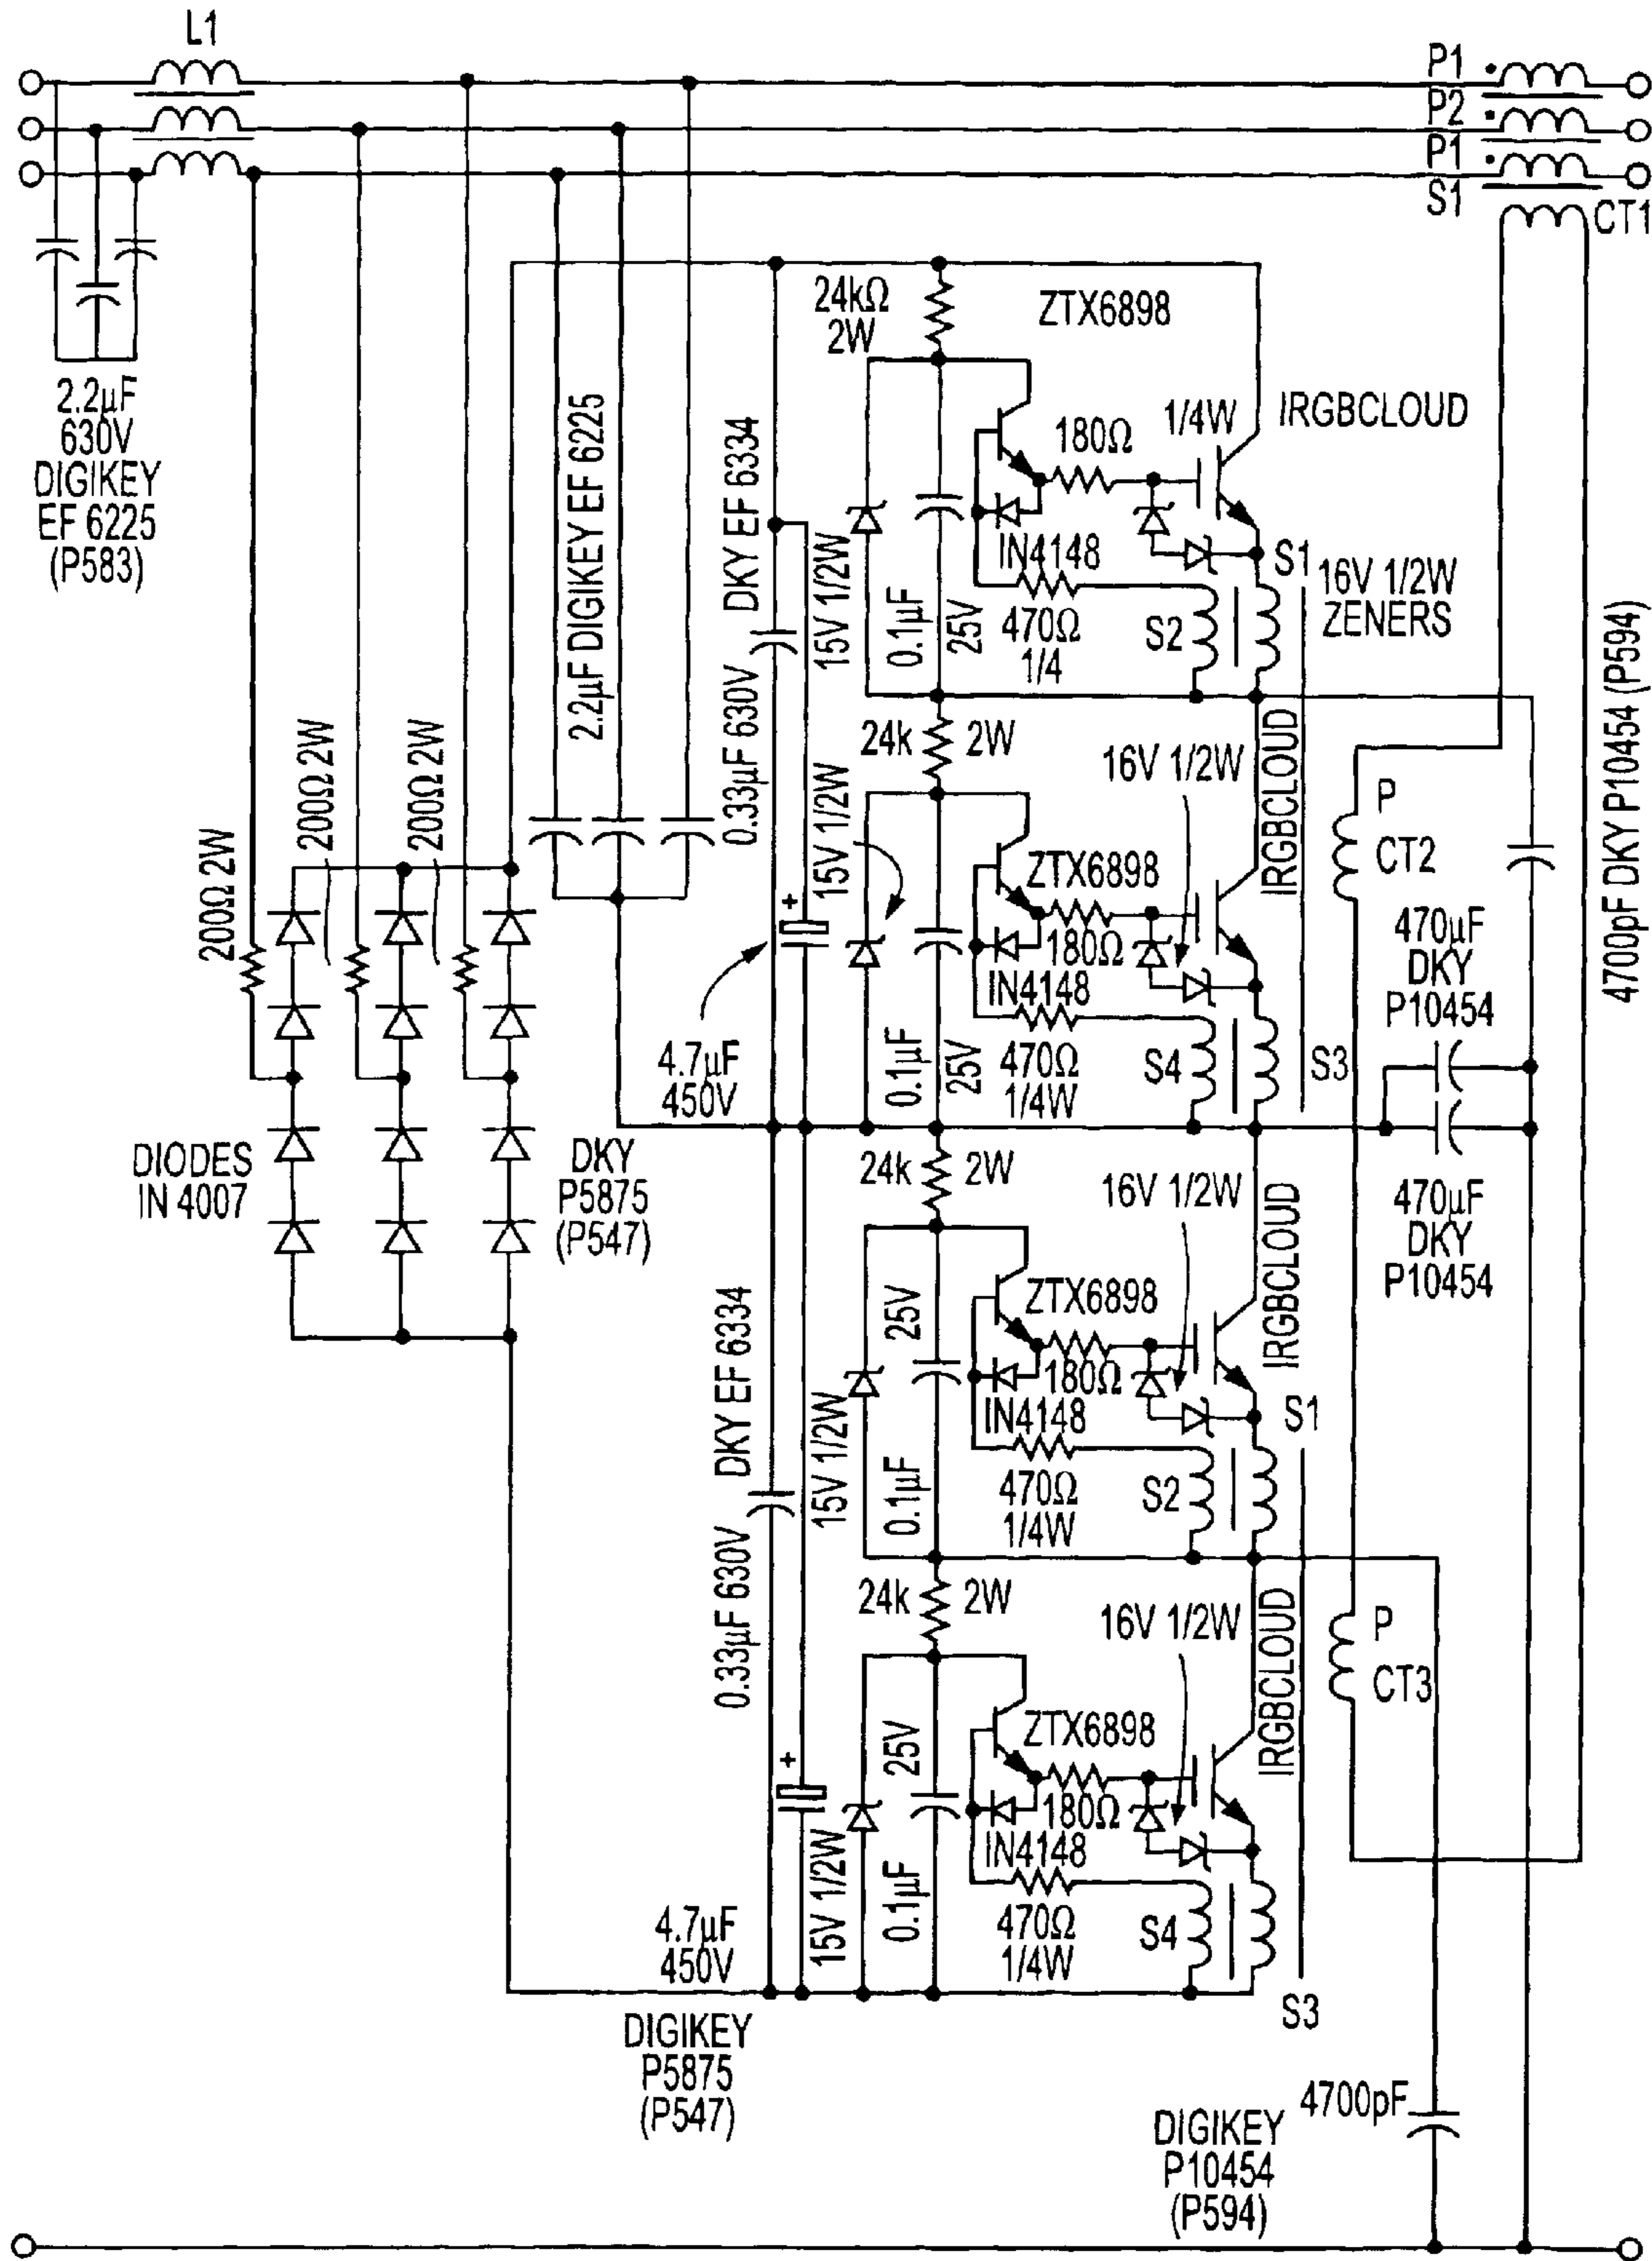 L1
P1
P2
P1
S1
CT1
24kΩ
2W
ZTX6898
2.2µF
630V
DIGIKEY
EF 6225
(P583)
2.2µF DIGIKEY EF 6225
0.33µF 630V DKY EF 6334
15V 1/2W
0.1µF
25V
180Ω
1/4W
IRGBCLOUD
IN4148
470Ω
1/4
S2
S1
16V 1/2W
ZENERS
4700pF DKY P10454 (P594)
200Ω 2W
200Ω 2W
200Ω 2W
24k
2W
15V 1/2W
16V 1/2W
IRGBCLOUD
ZTX6898
180Ω
IN4148
0.1µF
25V
470Ω
1/4W
S4
S3
P
CT2
470µF
DKY
P10454
+
4.7µF
450V
DIODES
IN 4007
DKY
P5875
(P547)
24k
2W
16V 1/2W
IRGBCLOUD
470µF
DKY
P10454
0.33µF 630V DKY EF 6334
15V 1/2W
25V
0.1µF
ZTX6898
180Ω
IN4148
470Ω
1/4W
S2
S1
24k
2W
16V 1/2W
IRGBCLOUD
P
CT3
+
15V 1/2W
25V
0.1µF
ZTX6898
180Ω
IN4148
470Ω
1/4W
S4
S3
4.7µF
450V
DIGIKEY
P5875
(P547)
4700pF
DIGIKEY
P10454
(P594)